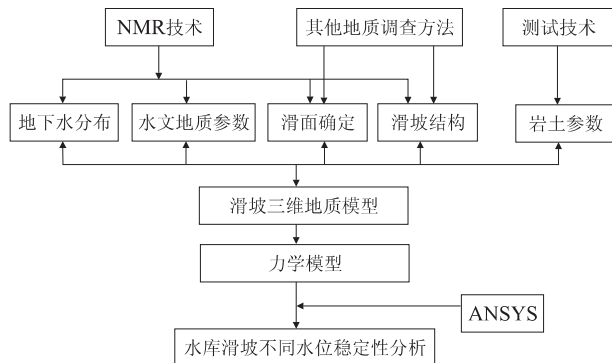 NMR技术
其他地质调查方法
测试技术
地下水分布
水文地质参数
滑面确定
滑坡结构
岩土参数
滑坡三维地质模型
力学模型
ANSYS
水库滑坡不同水位稳定性分析